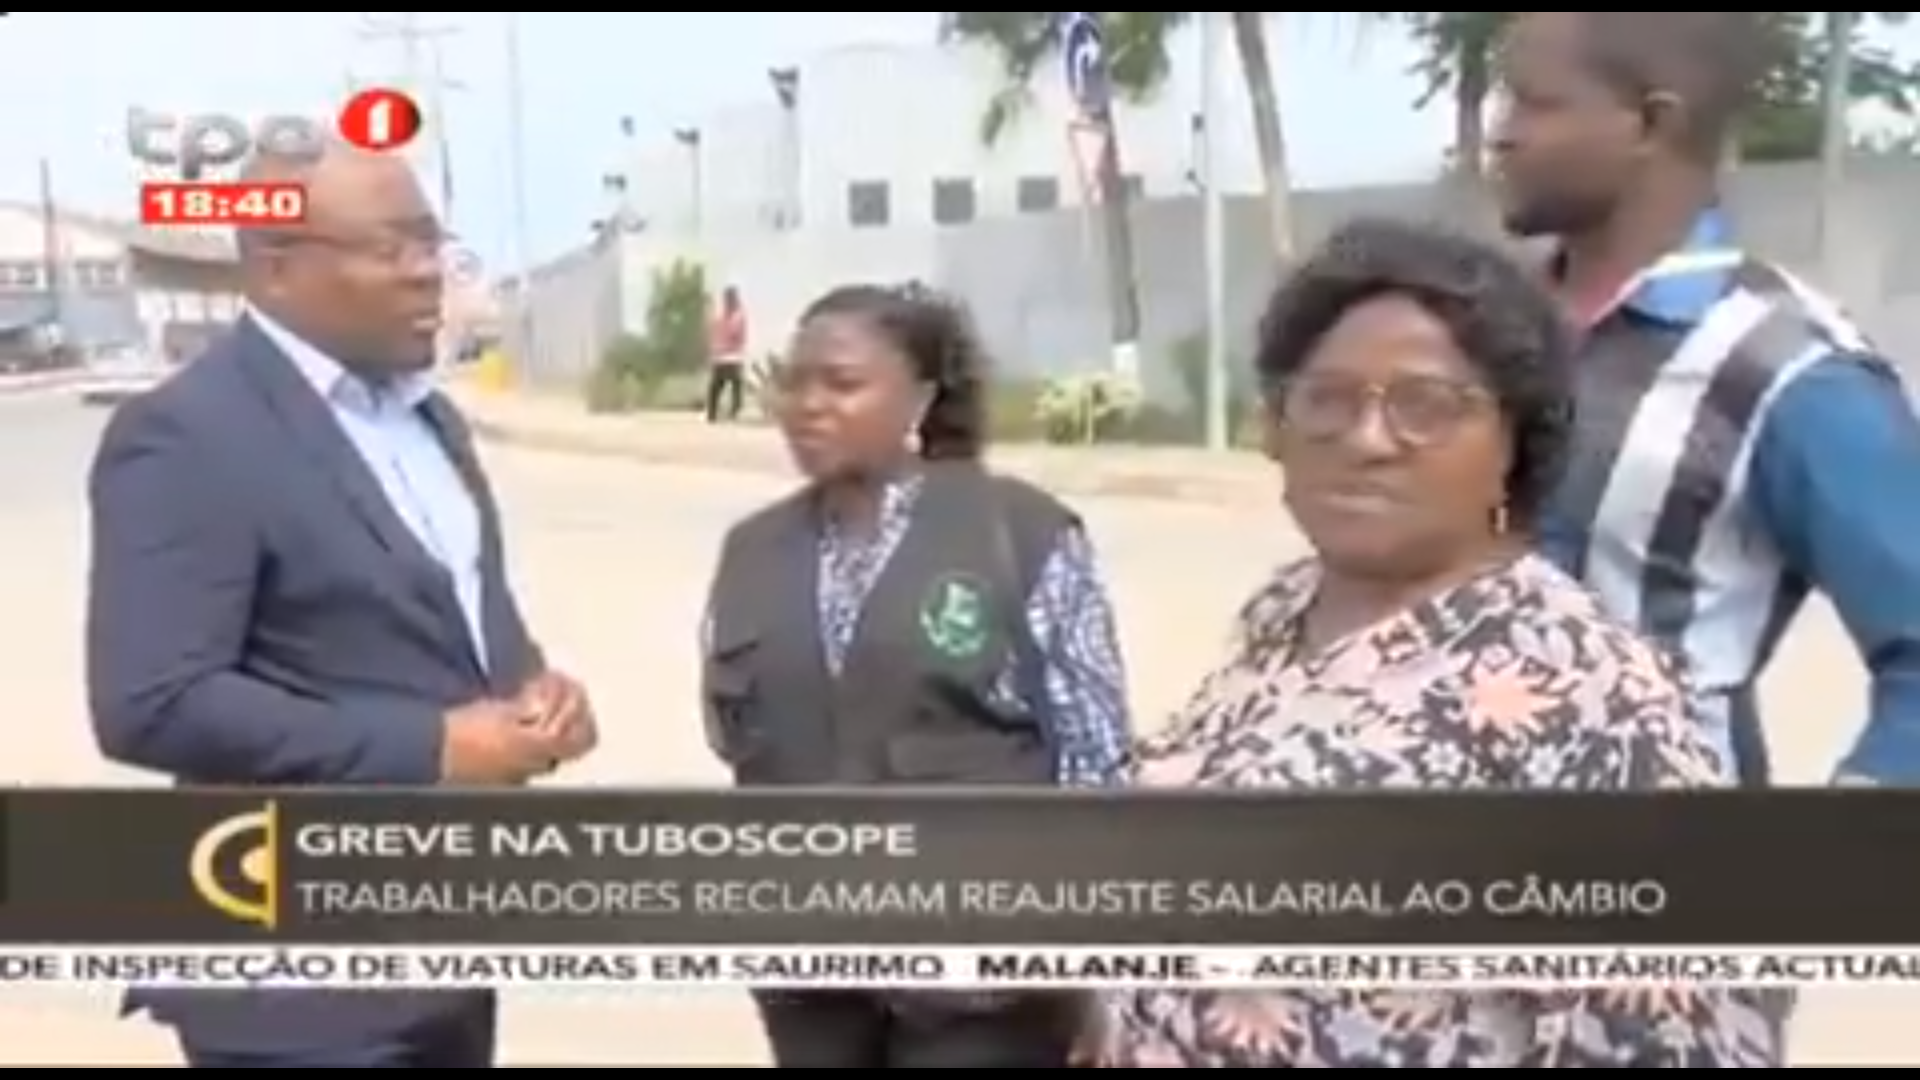 tpa 1
18:40
GREVE NA TUBOSCOPE
TRABALHADORES RECLAMAM REAJUSTE SALARIAL AO CÂMBIO
DE INSPECÇÃO DE VIATURAS EM SAURIMO MALANJE - AGENTES SANITÁRIOS ACTUAL